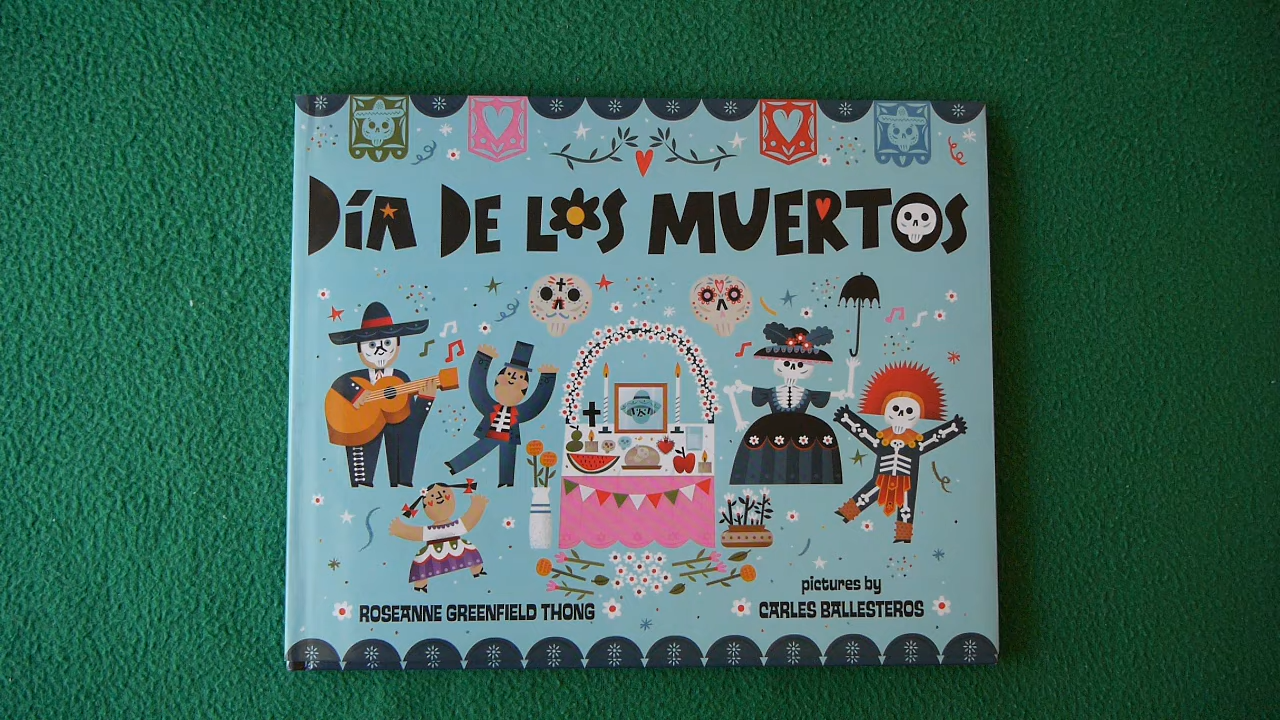 DÍA DE LOS MUERTOS
pictures by
ROSEANNE GREENFIELD THONG
CARLES BALLESTEROS